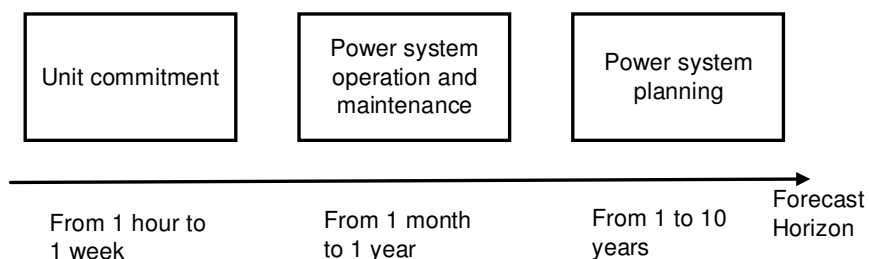 Unit commitment
Power system
operation and
maintenance
Power system
planning
From 1 hour to
1 week
From 1 month
to 1 year
From 1 to 10
years
Forecast
Horizon